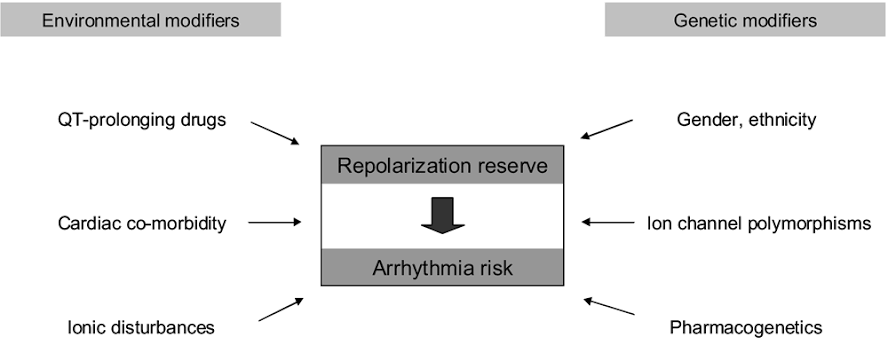 Environmental modifiers
Genetic modifiers
QT-prolonging drugs
Gender, ethnicity
Repolarization reserve
Cardiac co-morbidity
Ion channel polymorphisms
Arrhythmia risk
Ionic disturbances
Pharmacogenetics